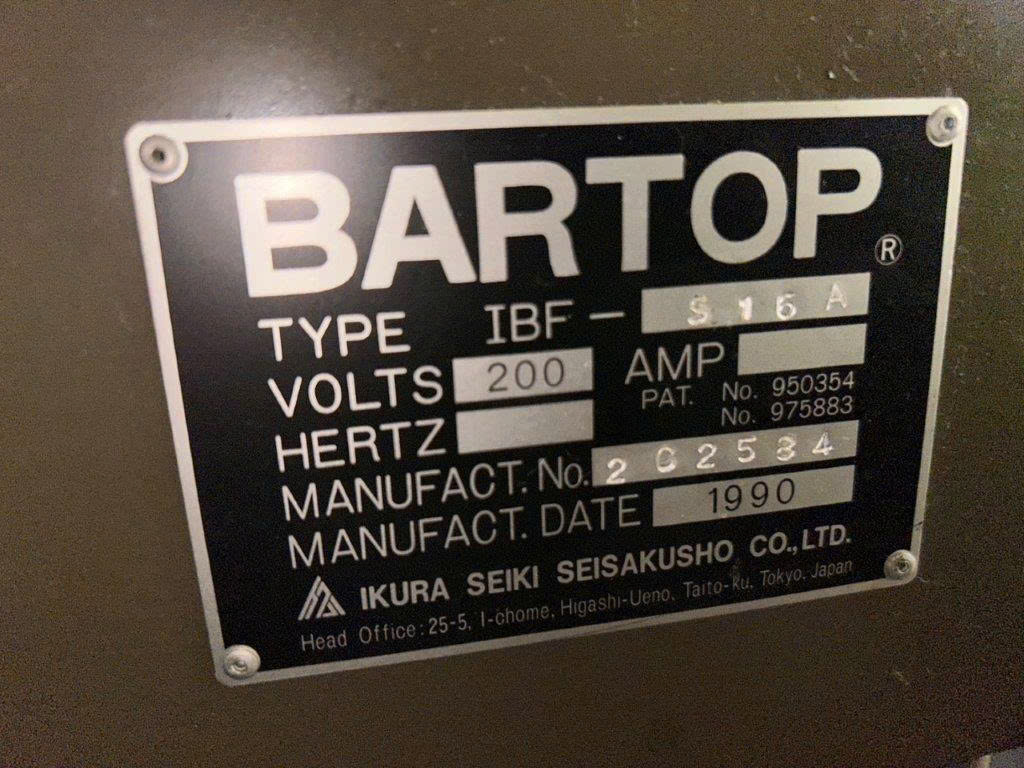 BARTOP®
TYPE IBF-S16A
VOLTS 200 AMP
PAT. No. 950354
No. 975883
HERTZ
MANUFACT. No. 202534
MANUFACT. DATE 1990
IKURA SEIKI SEISAKUSHO CO.,LTD.
Head Office: 25-5, 1-chome, Higashi-Ueno, Taito-ku, Tokyo, Japan